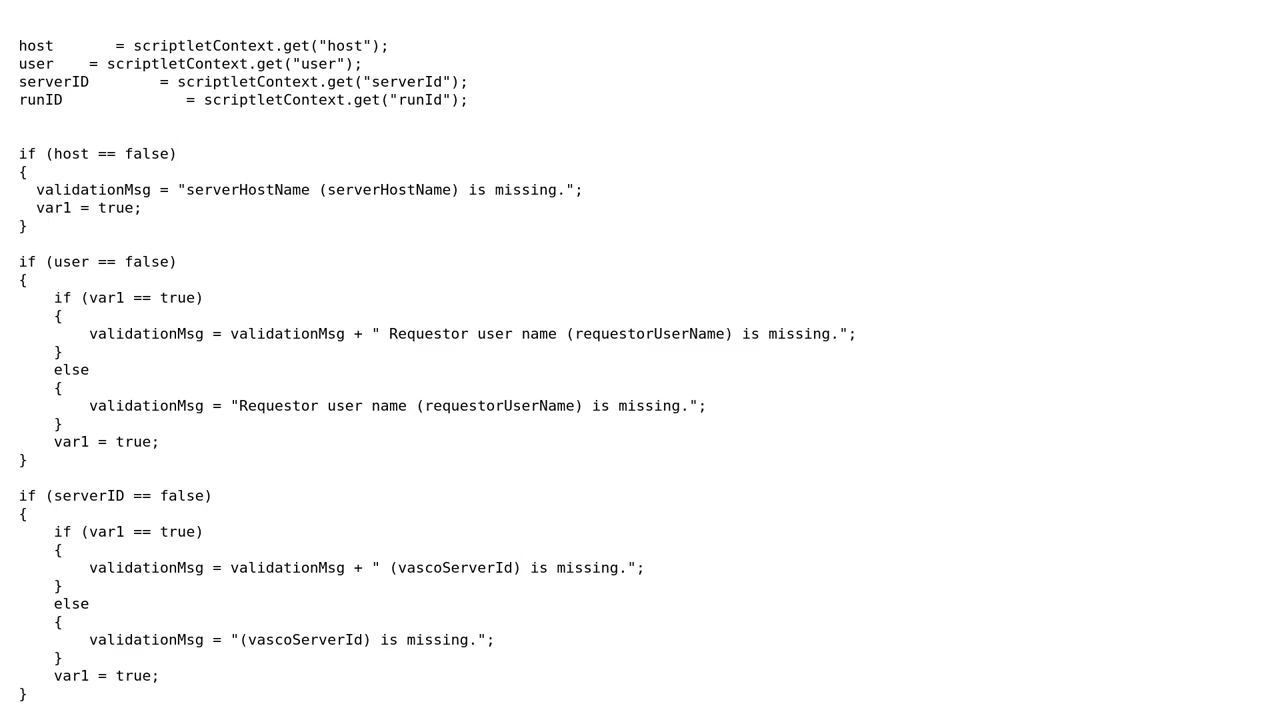 host       = scriptletContext.get("host");
user    = scriptletContext.get("user");
serverID        = scriptletContext.get("serverId");
runID              = scriptletContext.get("runId");


if (host == false)
{
  validationMsg = "serverHostName (serverHostName) is missing.";
  var1 = true;
}

if (user == false)
{
    if (var1 == true)
    {
        validationMsg = validationMsg + " Requestor user name (requestorUserName) is missing.";
    }
    else
    {
        validationMsg = "Requestor user name (requestorUserName) is missing.";
    }
    var1 = true;
}

if (serverID == false)
{
    if (var1 == true)
    {
        validationMsg = validationMsg + " (vascoServerId) is missing.";
    }
    else
    {
        validationMsg = "(vascoServerId) is missing.";
    }
    var1 = true;
}